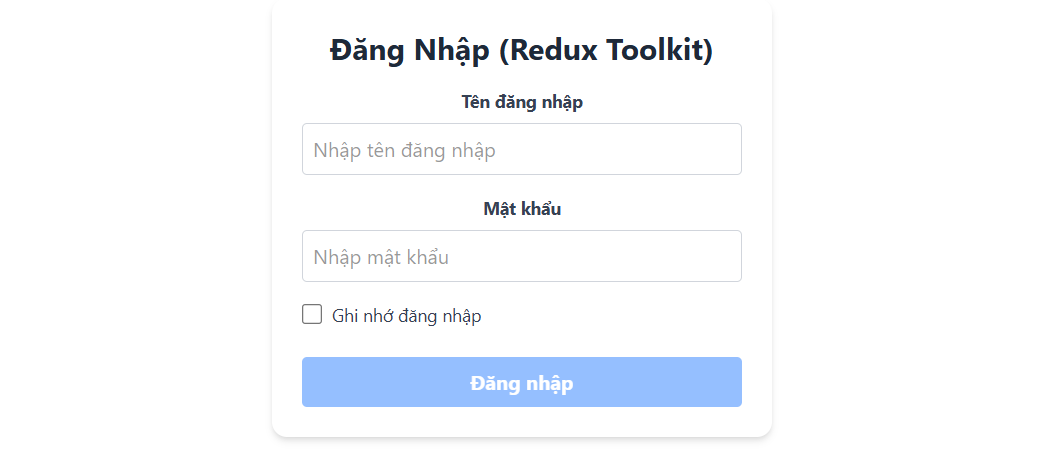 Đăng Nhập (Redux Toolkit)
Tên đăng nhập
Nhập tên đăng nhập
Mật khẩu
Nhập mật khẩu
Ghi nhớ đăng nhập
Đăng nhập